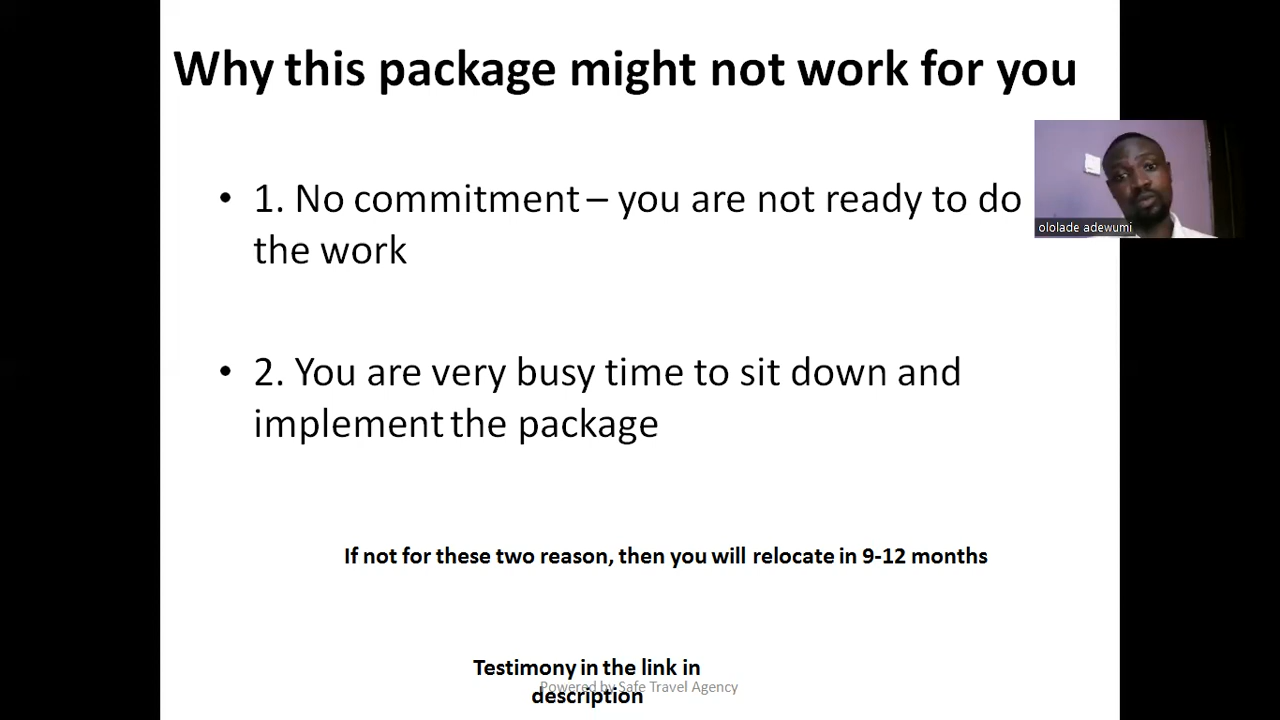 Why this package might not work for you
• 1. No commitment – you are not ready to do
the work
ololade adewumi
• 2. You are very busy time to sit down and
implement the package
If not for these two reason, then you will relocate in 9-12 months
Testimony in the link in
description
Powered by Safe Travel Agency